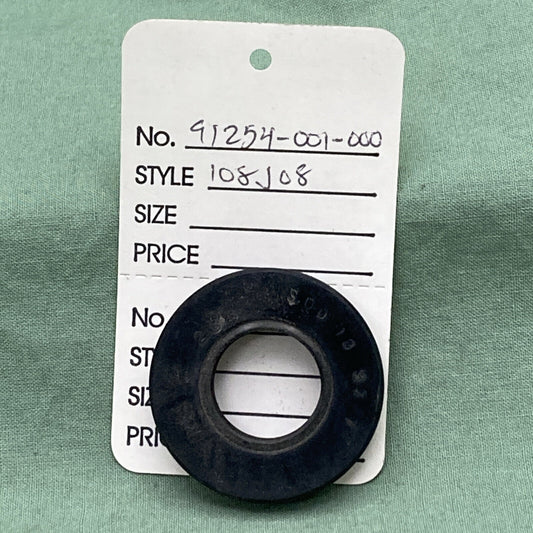 No. 91254-001-000
STYLE 108J08
SIZE
PRICE
No
ST
SIZ
PRI